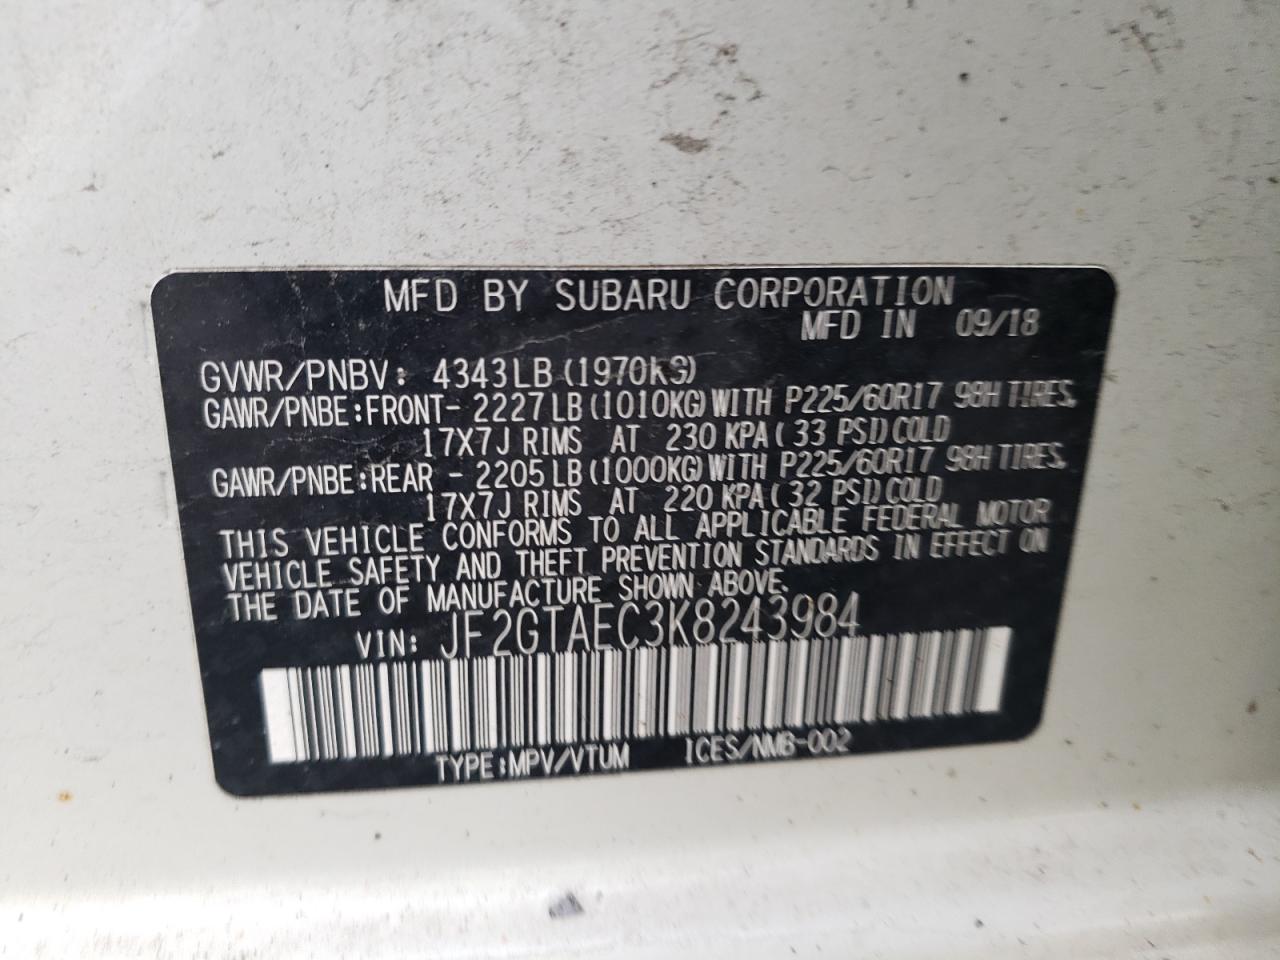 MFD BY SUBARU CORPORATION
MFD IN 09/18
GVWR/PNBV: 4343LB (1970KG)
GAWR/PNBE:FRONT- 2227 LB (1010KG) WITH P225/60R17 98H TIRES,
17X7J RIMS AT 230 KPA ( 33 PSI) COLD
GAWR/PNBE:REAR - 2205 LB (1000KG) WITH P225/60R17 98H TIRES,
17X7J RIMS AT 220 KPA ( 32 PSI) COLD
THIS VEHICLE CONFORMS TO ALL APPLICABLE FEDERAL MOTOR
VEHICLE SAFETY AND THEFT PREVENTION STANDARDS IN EFFECT ON
THE DATE OF MANUFACTURE SHOWN ABOVE.
VIN: JF2GTAEC3K8243984
TYPE:MPV/VTUM ICES/NMB-002